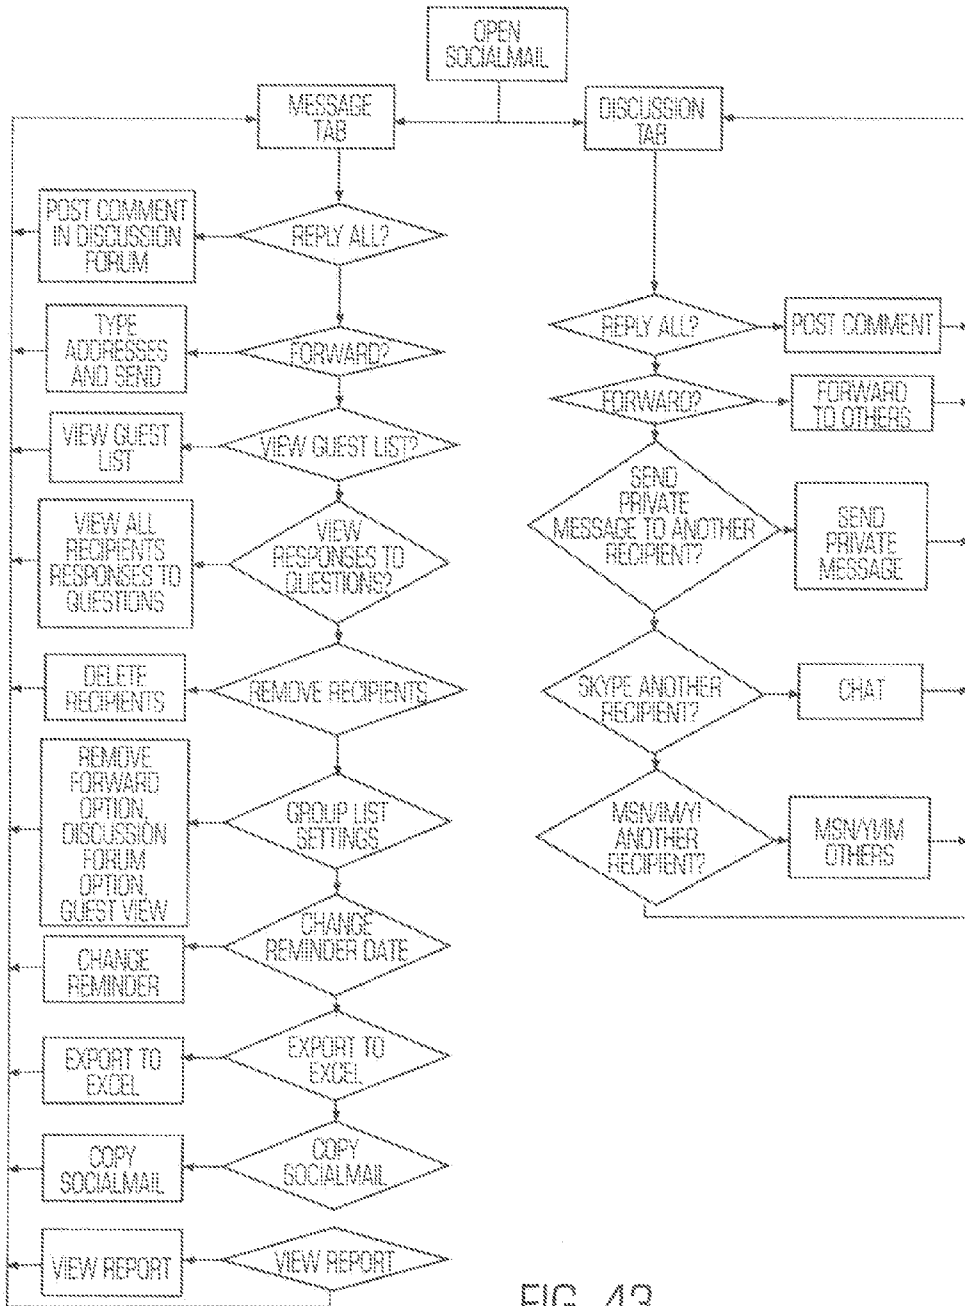 OPEN
SOCIALMAIL
MESSAGE
TAB
DISCUSSION
TAB
POST COMMENT
IN DISCUSSION
FORUM
REPLY ALL?
TYPE
ADDRESSES
AND SEND
FORWARD?
VIEW GUEST
LIST
VIEW GUEST LIST?
VIEW ALL
RECIPIENTS
RESPONSES TO
QUESTIONS
VIEW
RESPONSES TO
QUESTIONS?
DELETE
RECIPIENTS
REMOVE RECIPIENTS
REMOVE
FORWARD
OPTION,
DISCUSSION
FORUM
OPTION,
GUEST VIEW
GROUP LIST
SETTINGS
CHANGE
REMINDER
CHANGE
REMINDER DATE
EXPORT TO
EXCEL
EXPORT TO
EXCEL
COPY
SOCIALMAIL
COPY
SOCIALMAIL
VIEW REPORT
VIEW REPORT
REPLY ALL?
POST COMMENT
FORWARD?
FORWARD
TO OTHERS
SEND
PRIVATE
MESSAGE TO ANOTHER
RECIPIENT?
SEND
PRIVATE
MESSAGE
SKYPE ANOTHER
RECIPIENT?
CHAT
MSN/IM/Y!
ANOTHER
RECIPIENT?
MSN/Y!/IM
OTHERS
FIG. 43